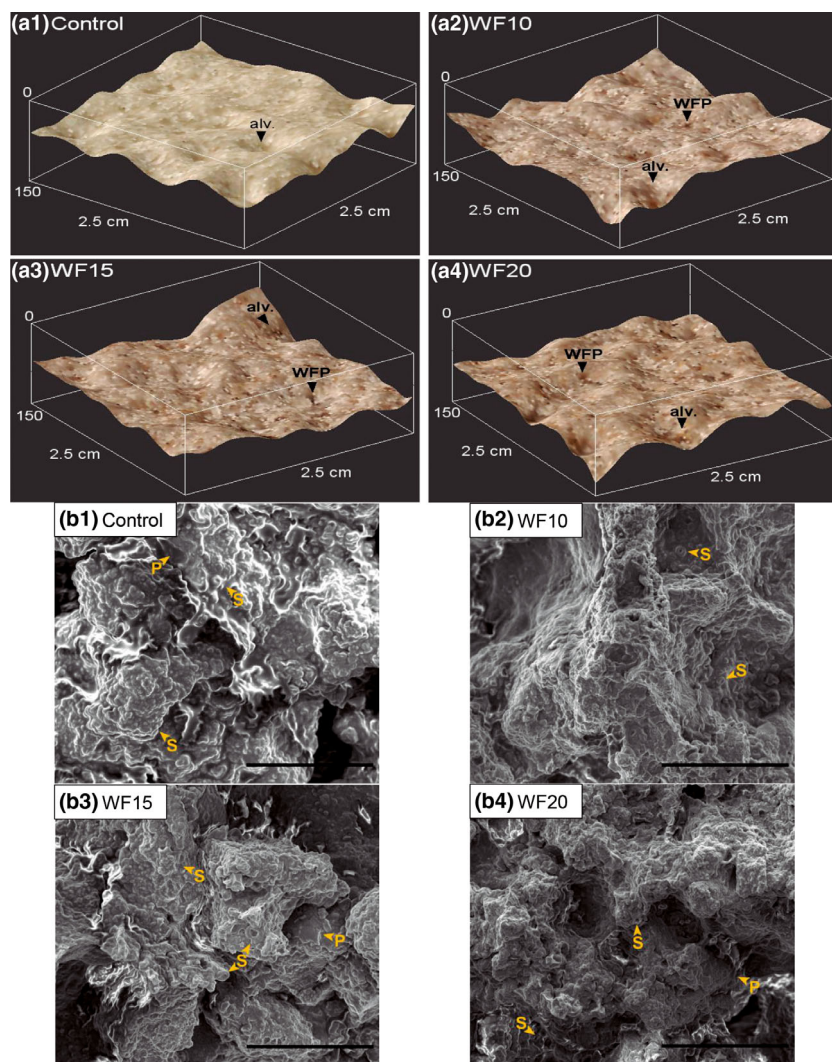 (a1)Control
0
alv.
150
2.5 cm
2.5 cm
(a2)WF10
0
WFP
alv.
150
2.5 cm
2.5 cm
(a3)WF15
0
alv.
WFP
150
2.5 cm
2.5 cm
(a4)WF20
0
WFP
alv.
150
2.5 cm
2.5 cm
(b1) Control
P
S
S
(b2) WF10
S
S
(b3) WF15
S
P
S
(b4) WF20
S
P
S